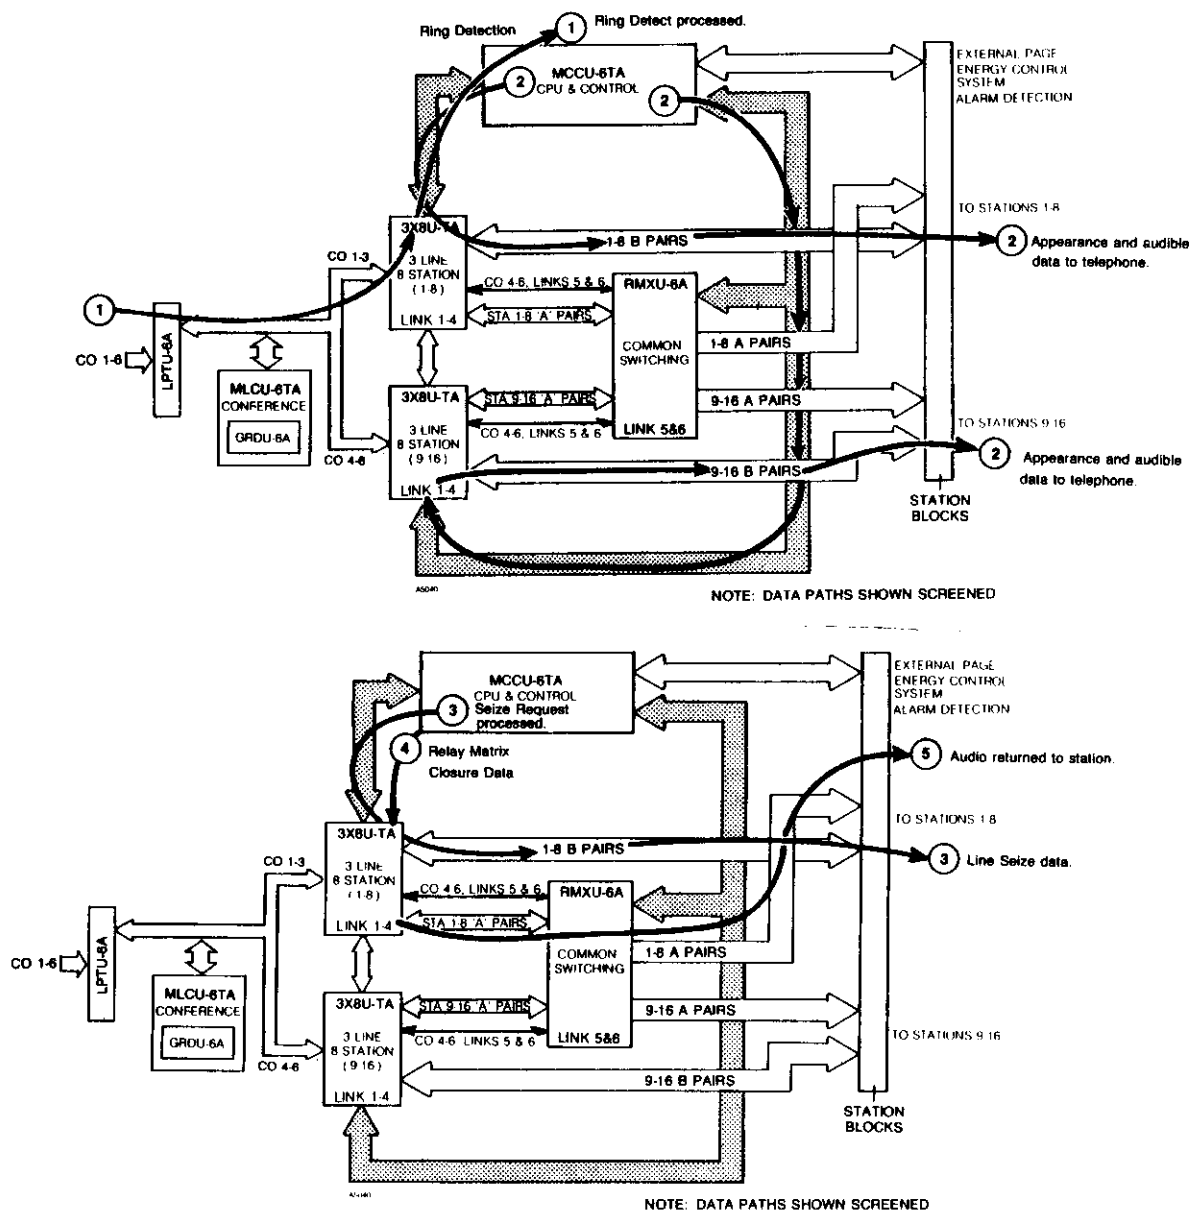 1 Ring Detect processed.
Ring Detection
MCCU-6TA
CPU & CONTROL
2
2
EXTERNAL PAGE
ENERGY CONTROL
SYSTEM
ALARM DETECTION
3X8U-TA
3 LINE
8 STATION
(1-8)
LINK 1-4
CO 1-3
1-8 B PAIRS
TO STATIONS 1-8
2 Appearance and audible
data to telephone.
CO 4-6, LINKS 5 & 6
STA 1-8 'A' PAIRS
RMXU-6A
COMMON
SWITCHING
LINK 5&6
1-8 A PAIRS
1
CO 1-6
LPTU-6A
MLCU-6TA
CONFERENCE
GRDU-6A
CO 4-6
3X8U-TA
3 LINE
8 STATION
(9-16)
LINK 1-4
STA 9-16 'A' PAIRS
CO 4-6, LINKS 5 & 6
9-16 A PAIRS
TO STATIONS 9-16
9-16 B PAIRS
2 Appearance and audible
data to telephone.
STATION
BLOCKS
A5040
NOTE: DATA PATHS SHOWN SCREENED
MCCU-6TA
CPU & CONTROL
3 Seize Request
processed.
4 Relay Matrix
Closure Data
EXTERNAL PAGE
ENERGY CONTROL
SYSTEM
ALARM DETECTION
5 Audio returned to station.
3X8U-TA
3 LINE
8 STATION
(1-8)
LINK 1-4
CO 1-3
1-8 B PAIRS
TO STATIONS 1-8
3 Line Seize data.
CO 4-6, LINKS 5 & 6
STA 1-8 'A' PAIRS
RMXU-6A
COMMON
SWITCHING
LINK 5&6
1-8 A PAIRS
CO 1-6
LPTU-6A
MLCU-6TA
CONFERENCE
GRDU-6A
CO 4-6
3X8U-TA
3 LINE
8 STATION
(9-16)
LINK 1-4
STA 9-16 'A' PAIRS
CO 4-6, LINKS 5 & 6
9-16 A PAIRS
TO STATIONS 9-16
9-16 B PAIRS
STATION
BLOCKS
A5040
NOTE: DATA PATHS SHOWN SCREENED